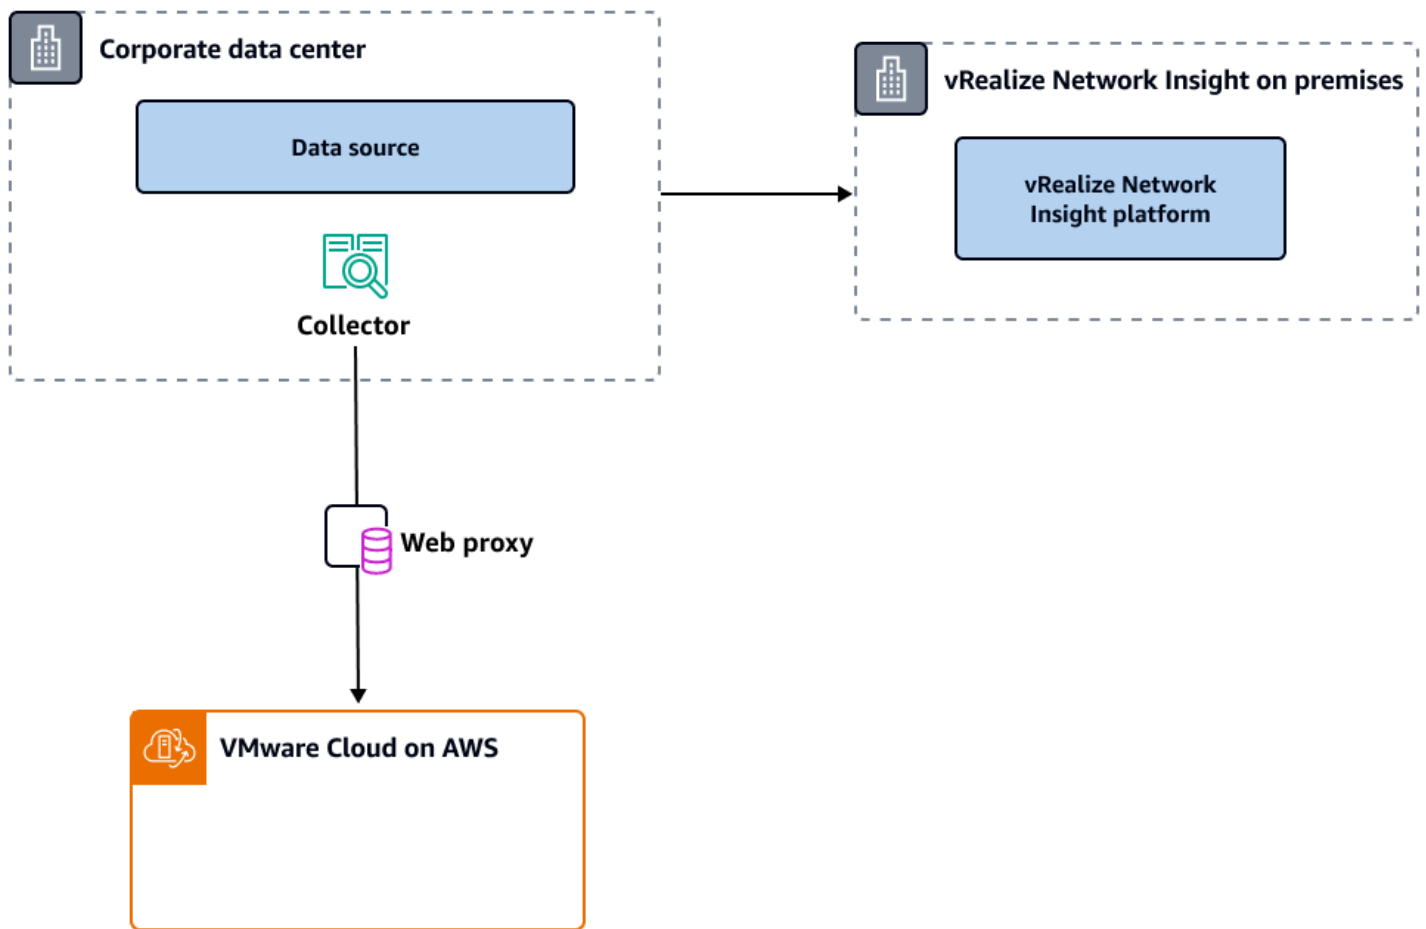 Corporate data center
vRealize Network Insight on premises
Data source
vRealize Network
Insight platform
Collector
Web proxy
VMware Cloud on AWS